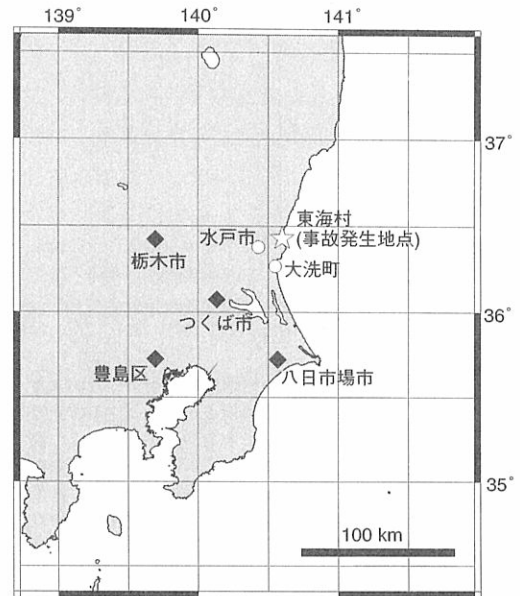 139°
140°
141°
37°
東海村
(事故発生地点)
水戸市
大洗町
栃木市
つくば市
36°
豊島区
八日市場市
35°
100 km